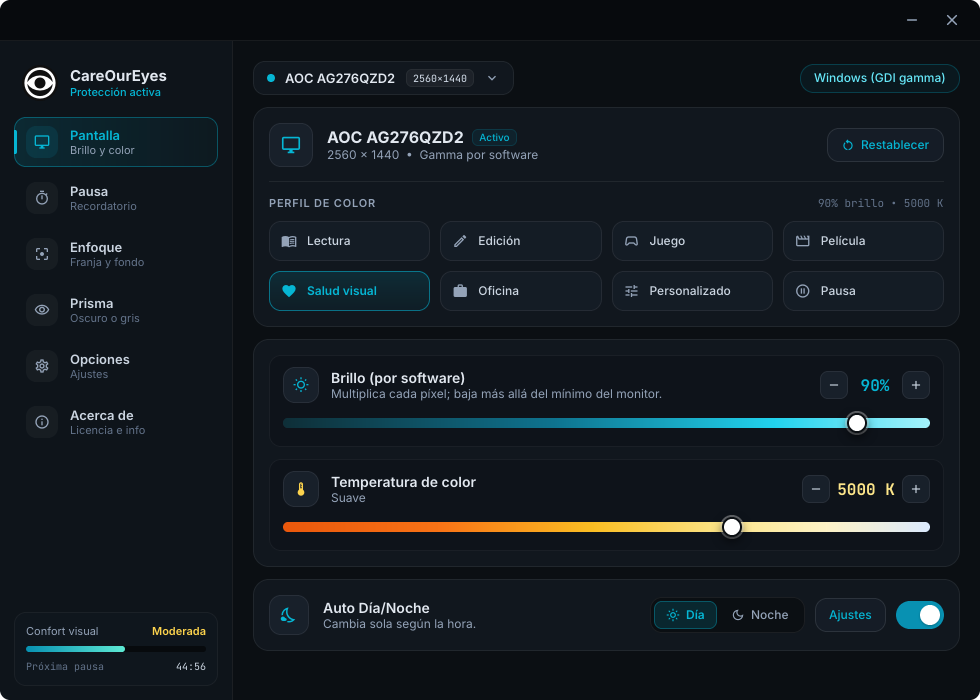 CareOurEyes
Protección activa
Pantalla
Brillo y color
Pausa
Recordatorio
Enfoque
Franja y fondo
Prisma
Oscuro o gris
Opciones
Ajustes
Acerca de
Licencia e info
Confort visual Moderada
Próxima pausa 44:56
AOC AG276QZD2 2560×1440
Windows (GDI gamma)
AOC AG276QZD2 Activo
2560 × 1440 • Gamma por software
Restablecer
PERFIL DE COLOR
90% brillo • 5000 K
Lectura
Edición
Juego
Película
Salud visual
Oficina
Personalizado
Pausa
Brillo (por software)
Multiplica cada píxel; baja más allá del mínimo del monitor.
− 90% +
Temperatura de color
Suave
− 5000 K +
Auto Día/Noche
Cambia sola según la hora.
Día
Noche
Ajustes